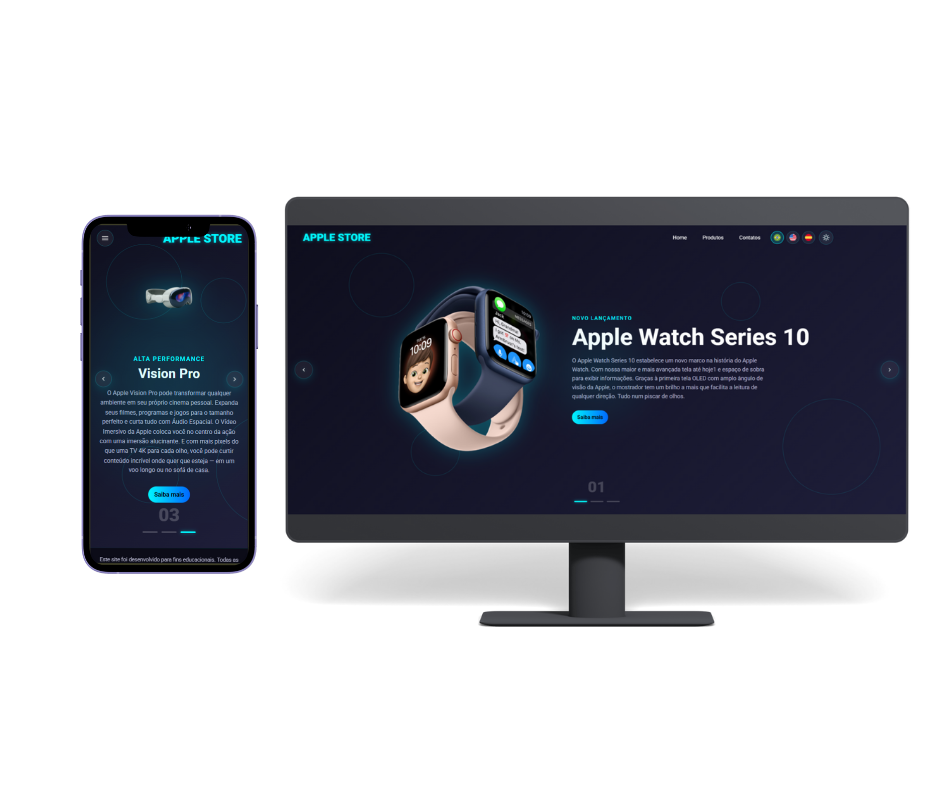 APPLE STORE
ALTA PERFORMANCE
Vision Pro
O Apple Vision Pro pode transformar qualquer
ambiente em seu próprio cinema pessoal. Expanda
seus filmes, programas e jogos para o tamanho
perfeito e curta tudo com Áudio Espacial. O Vídeo
Imersivo da Apple coloca você no centro da ação
com uma imersão alucinante. E com mais pixels do
que uma TV 4K para cada olho, você pode curtir
conteúdo incrível onde quer que esteja — em um
voo longo ou no sofá de casa.
Saiba mais
03
Este site foi desenvolvido para fins educacionais. Todas as
APPLE STORE
Home Produtos Contatos
10:09
NOVO LANÇAMENTO
Apple Watch Series 10
O Apple Watch Series 10 estabelece um novo marco na história do Apple
Watch. Com nossa maior e mais avançada tela até hoje1 e espaço de sobra
para exibir informações. Graças à primeira tela OLED com amplo ângulo de
visão da Apple, o mostrador tem um brilho a mais que facilita a leitura de
qualquer direção. Tudo num piscar de olhos.
Saiba mais
01